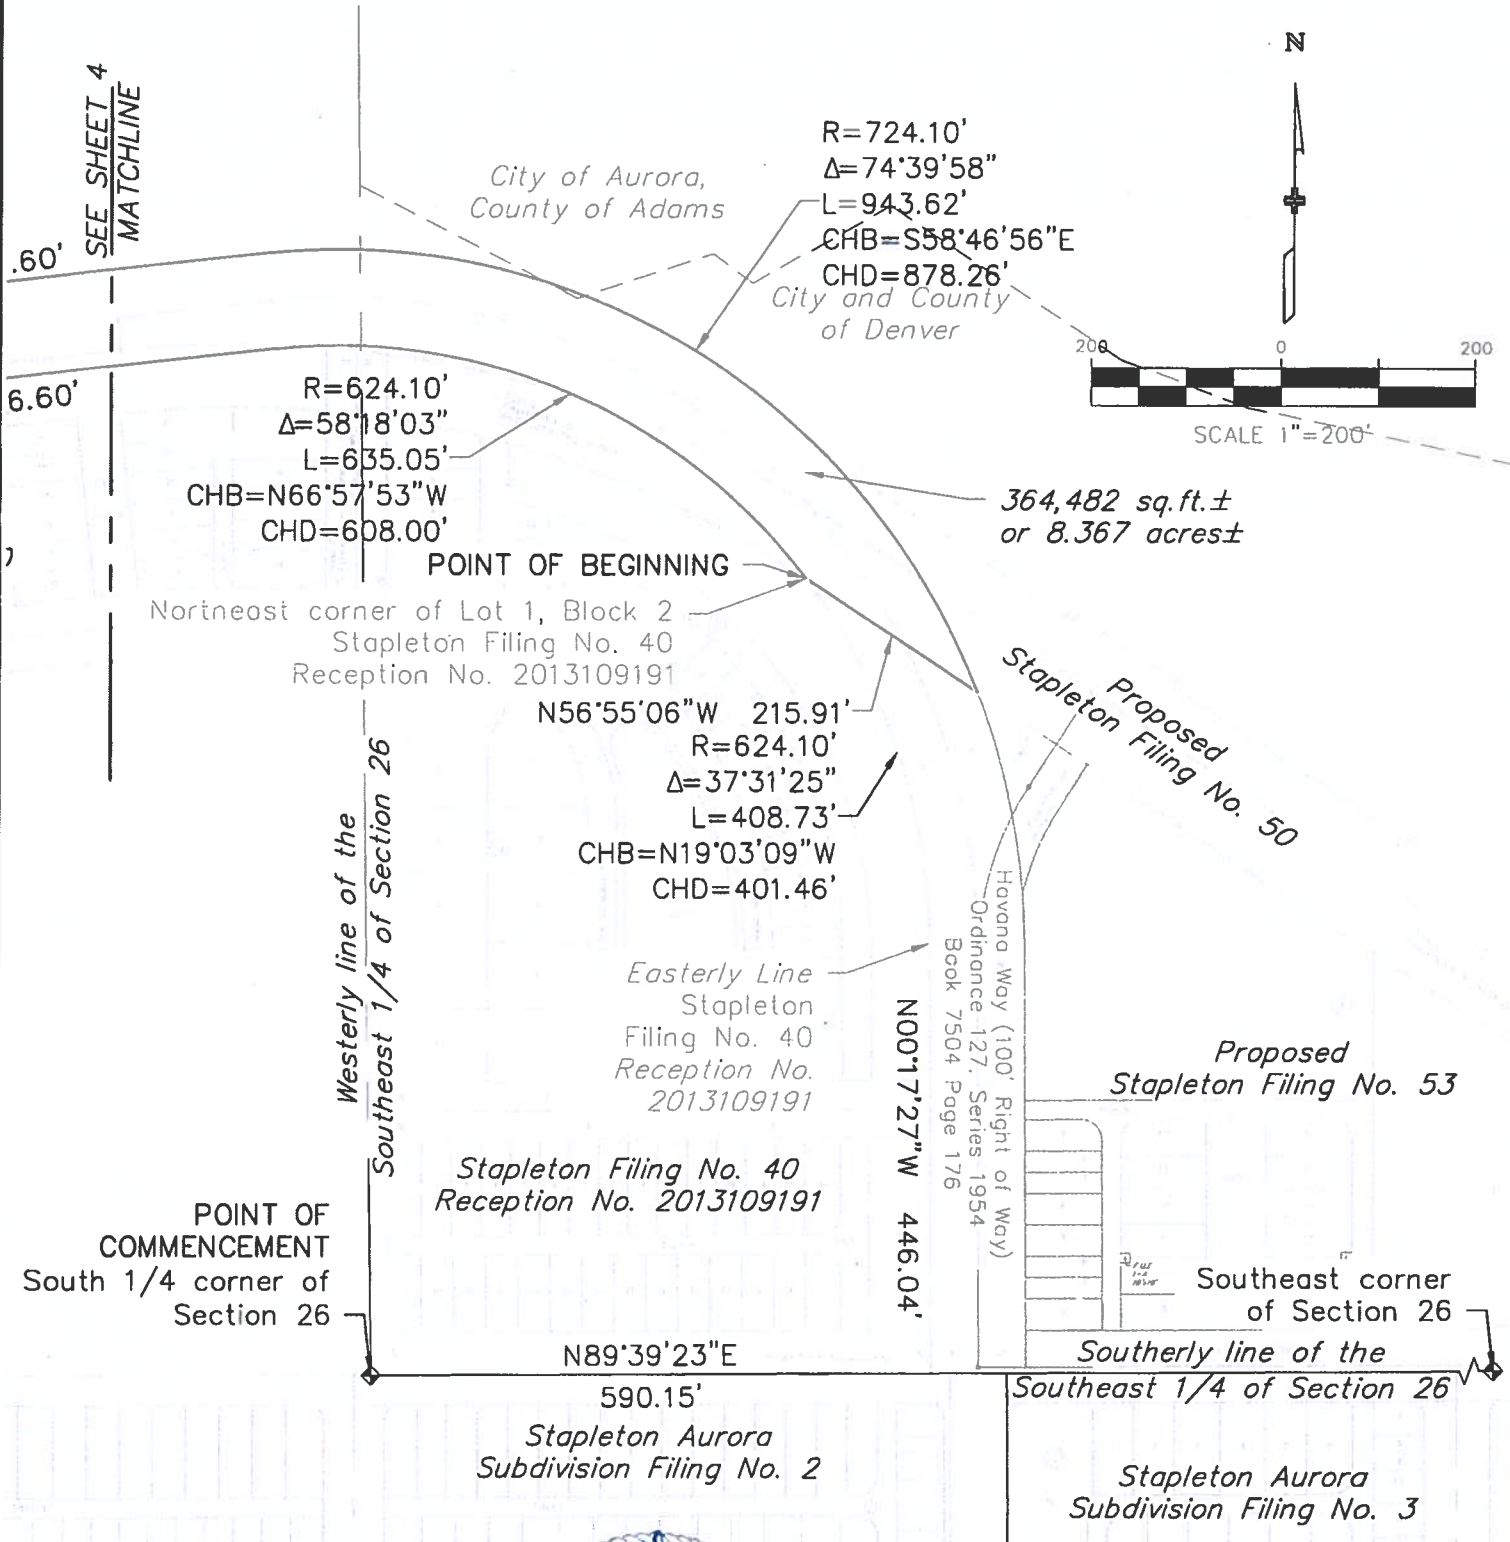 N
SEE SHEET 4
MATCHLINE
R=724.10'
Δ=74°39'58"
L=943.62'
CHB=S58°46'56"E
CHD=878.26'
City of Aurora,
County of Adams
City and County
of Denver
.60'
6.60'
200
0
200
SCALE 1"=200'
R=624.10'
Δ=58°18'03"
L=635.05'
CHB=N66°57'53"W
CHD=608.00'
364,482 sq.ft.±
or 8.367 acres±
POINT OF BEGINNING
Nortneast corner of Lot 1, Block 2
Stapleton Filing No. 40
Reception No. 2013109191
N56°55'06"W 215.91'
R=624.10'
Δ=37°31'25"
L=408.73'
CHB=N19°03'09"W
CHD=401.46'
Proposed
Stapleton Filing No. 50
Westerly line of the
Southeast 1/4 of Section 26
Easterly Line
Stapleton
Filing No. 40
Reception No.
2013109191
N00°17'27"W 446.04'
Havana Way (100' Right of Way)
Ordinance 127, Series 1954
Book 7504 Page 176
Proposed
Stapleton Filing No. 53
Stapleton Filing No. 40
Reception No. 2013109191
POINT OF
COMMENCEMENT
South 1/4 corner of
Section 26
Southeast corner
of Section 26
N89°39'23"E
590.15'
Southerly line of the
Southeast 1/4 of Section 26
Stapleton Aurora
Subdivision Filing No. 2
Stapleton Aurora
Subdivision Filing No. 3